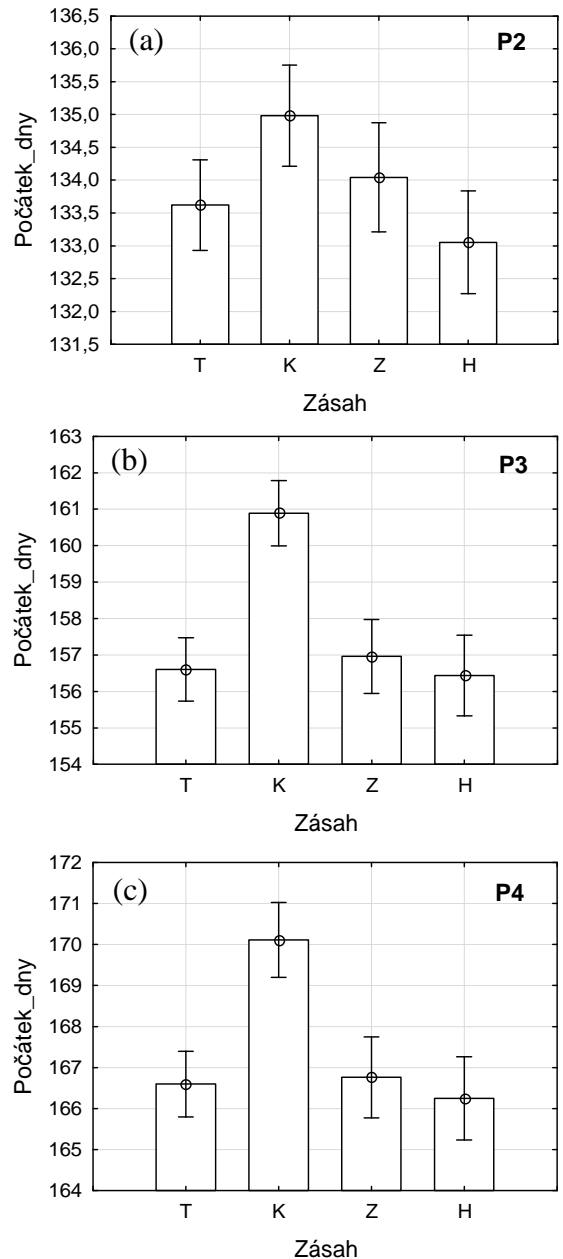 (a) P2
Počátek_dny
136,5
136,0
135,5
135,0
134,5
134,0
133,5
133,0
132,5
132,0
131,5
T K Z H
Zásah
(b) P3
Počátek_dny
163
162
161
160
159
158
157
156
155
154
T K Z H
Zásah
(c) P4
Počátek_dny
172
171
170
169
168
167
166
165
164
T K Z H
Zásah